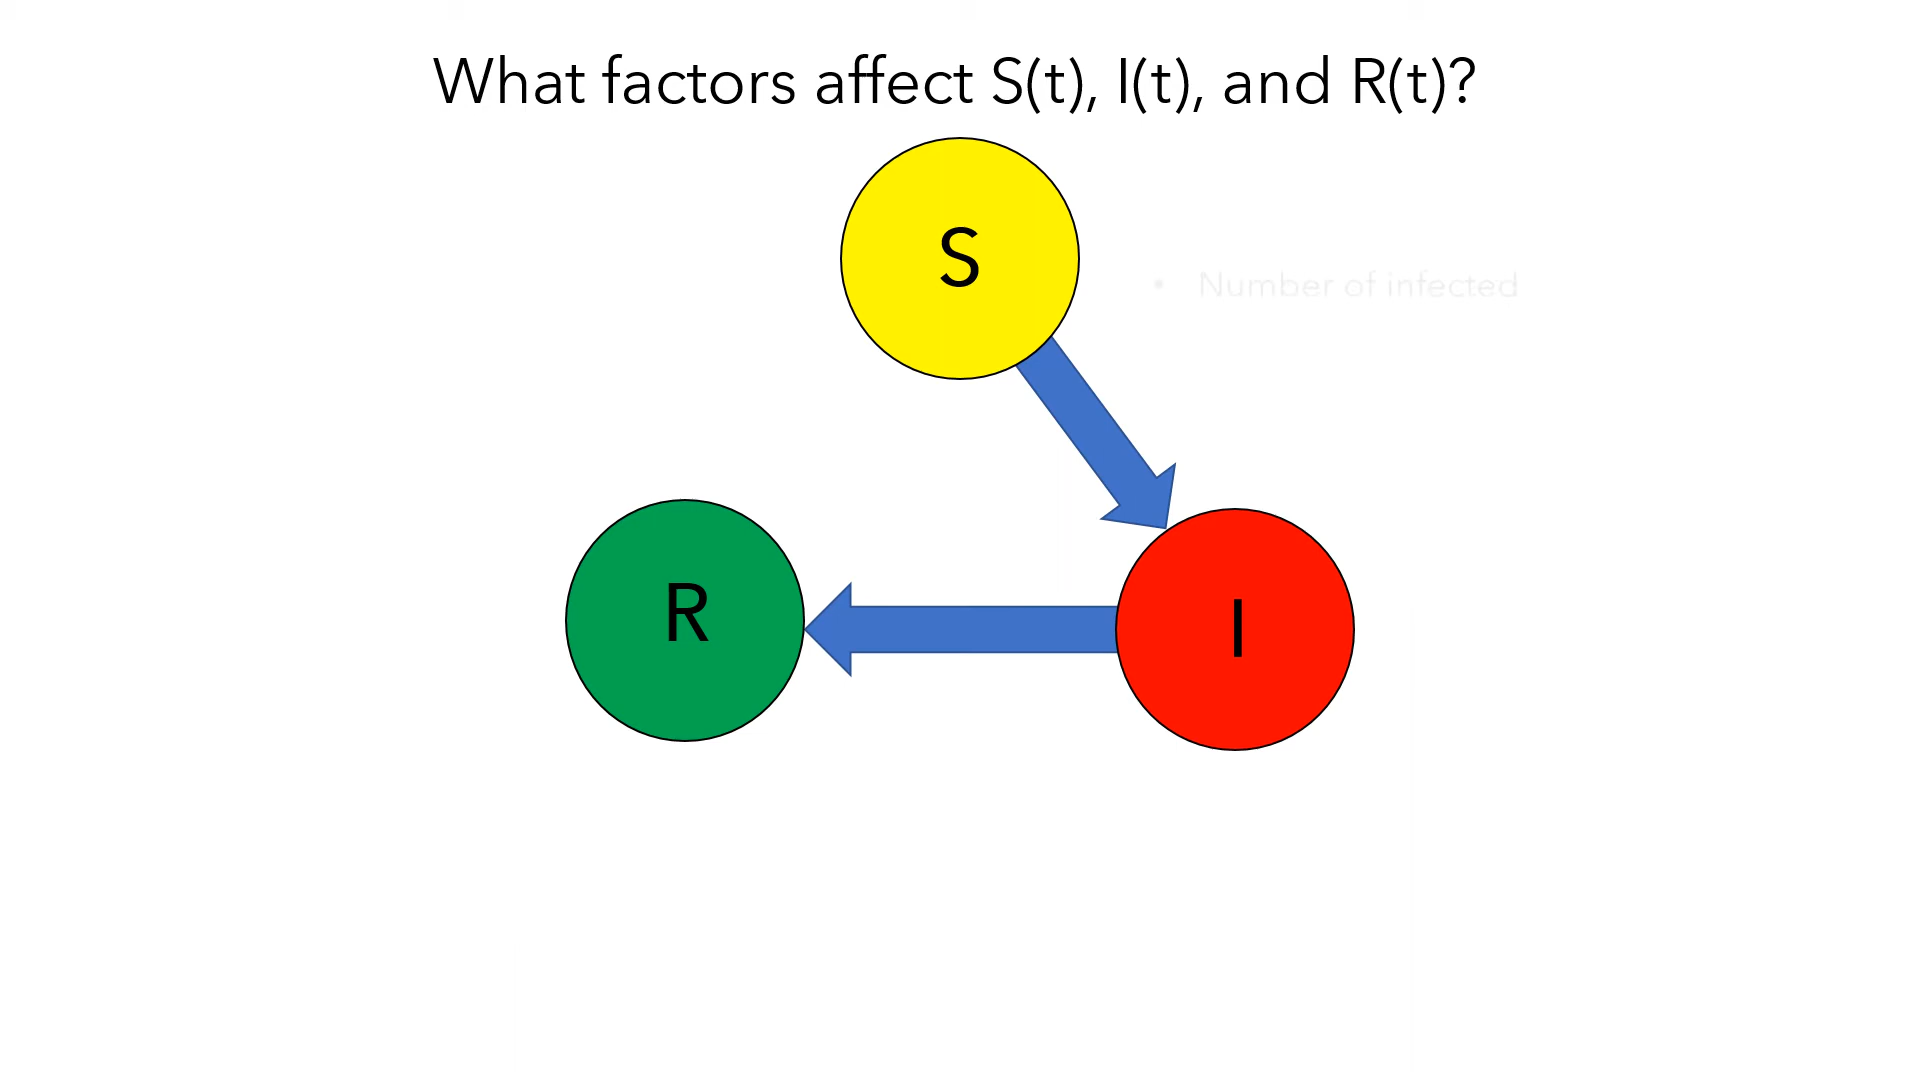 What factors affect S(t), I(t), and R(t)?
S
• Number of infected
R
I